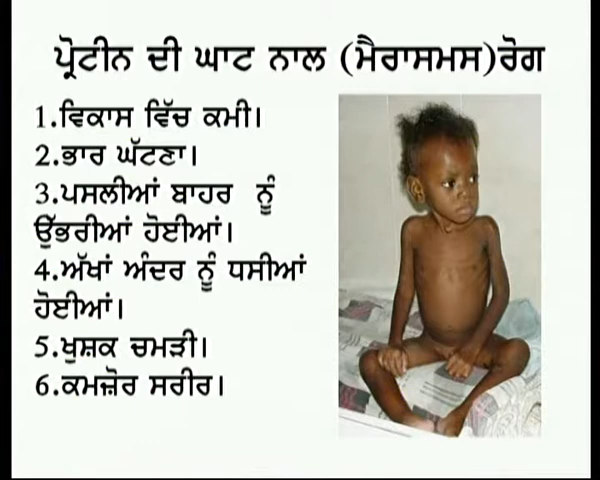 ਪ੍ਰੋਟੀਨ ਦੀ ਘਾਟ ਨਾਲ (ਮੈਰਾਸਮਸ)ਰੋਗ
1.ਵਿਕਾਸ ਵਿੱਚ ਕਮੀ।
2.ਭਾਰ ਘੱਟਣਾ।
3.ਪਸਲੀਆਂ ਬਾਹਰ ਨੂੰ
ਉੱਭਰੀਆਂ ਹੋਈਆਂ।
4.ਅੱਖਾਂ ਅੰਦਰ ਨੂੰ ਧਸੀਆਂ
ਹੋਈਆਂ।
5.ਖੁਸ਼ਕ ਚਮੜੀ।
6.ਕਮਜ਼ੋਰ ਸਰੀਰ।